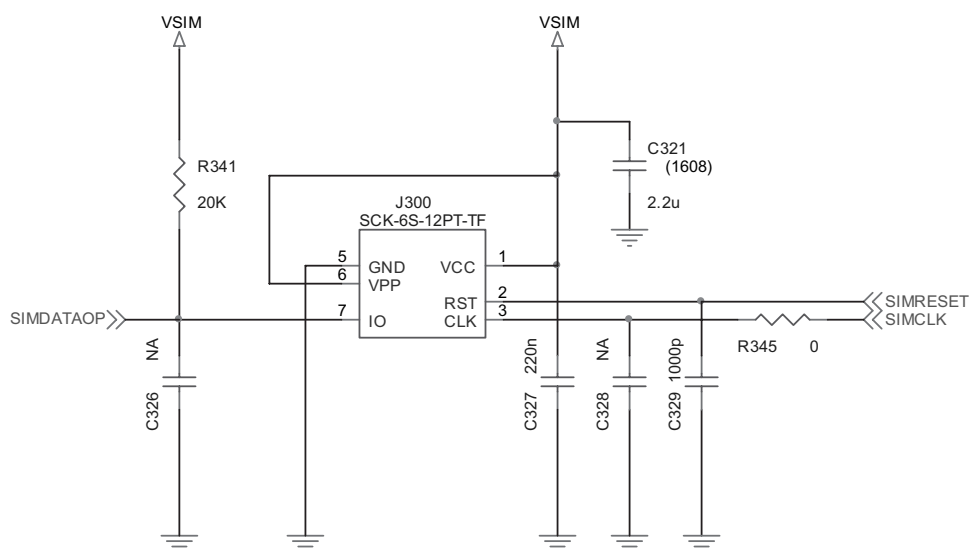 VSIM
VSIM
C321
(1608)
2.2u
R341
20K
J300
SCK-6S-12PT-TF
5
GND
VCC
1
6
VPP
RST
2
SIMRESET
SIMDATAOP
7
IO
CLK
3
SIMCLK
R345
0
NA
C326
220n
C327
NA
C328
1000p
C329